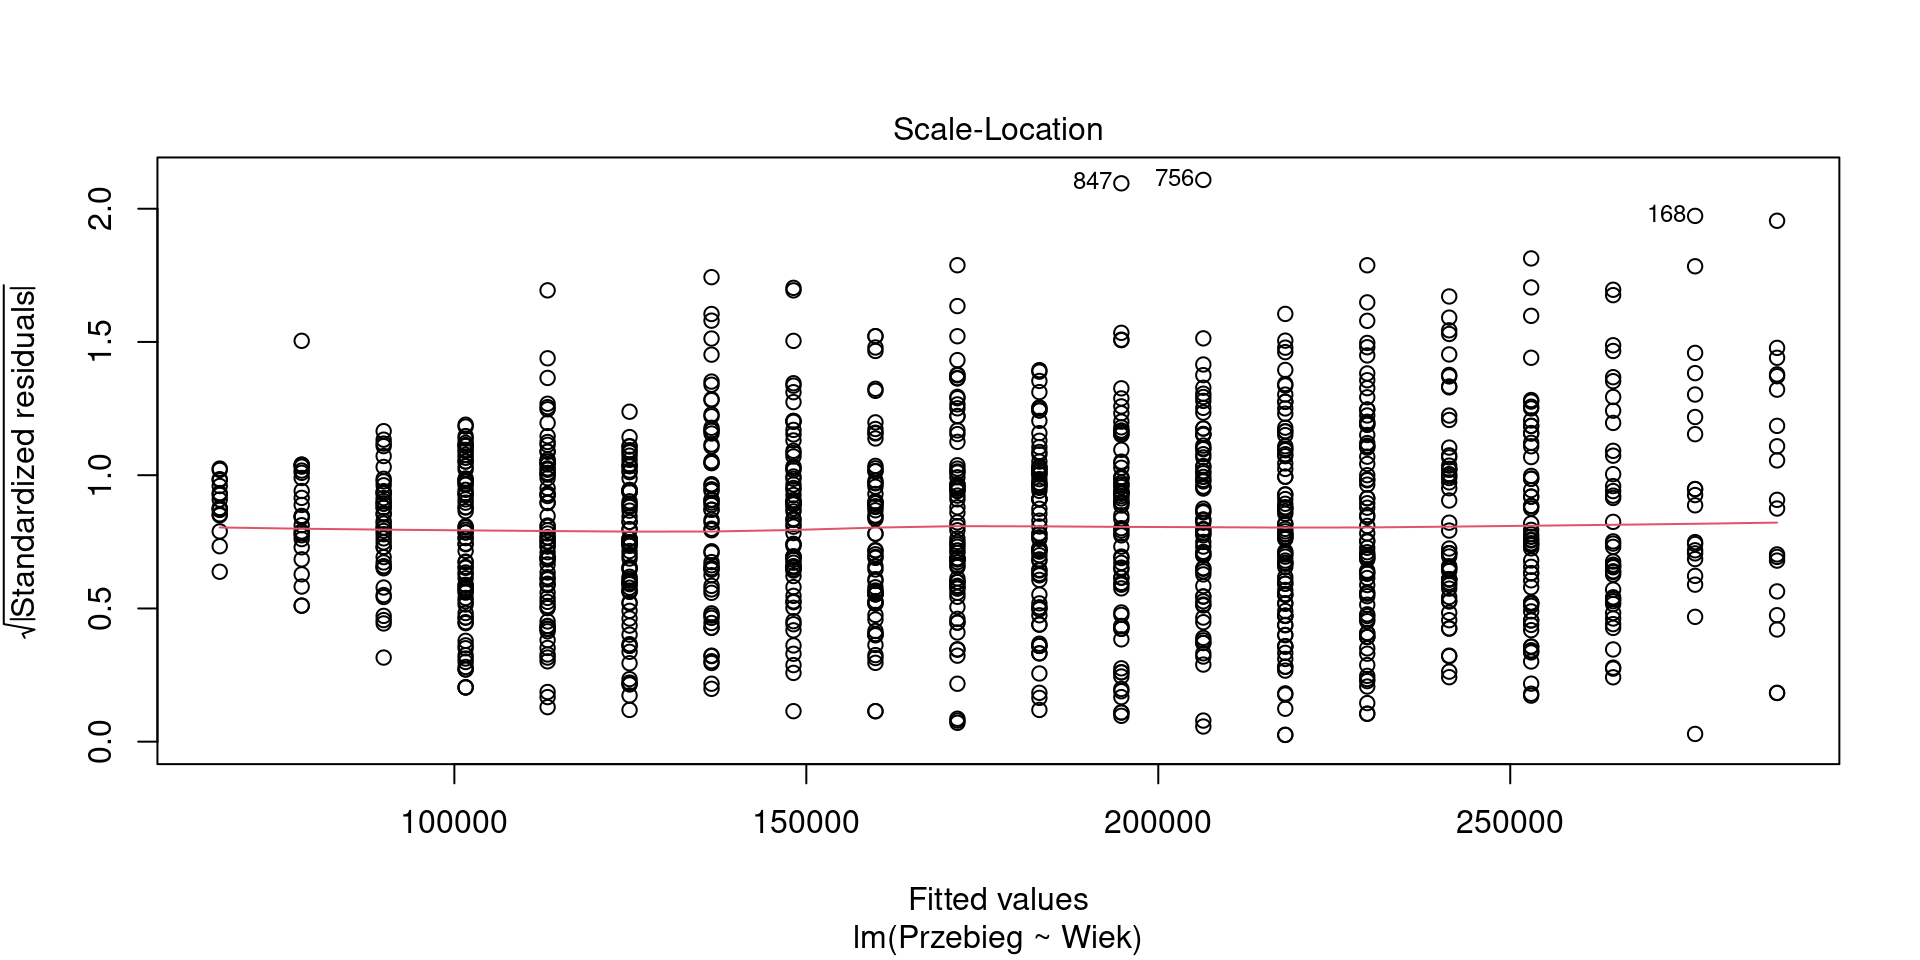 Scale-Location
√|Standardized residuals|
2.0
1.5
1.0
0.5
0.0
847
756
168
100000 150000 200000 250000
Fitted values
lm(Przebieg ~ Wiek)